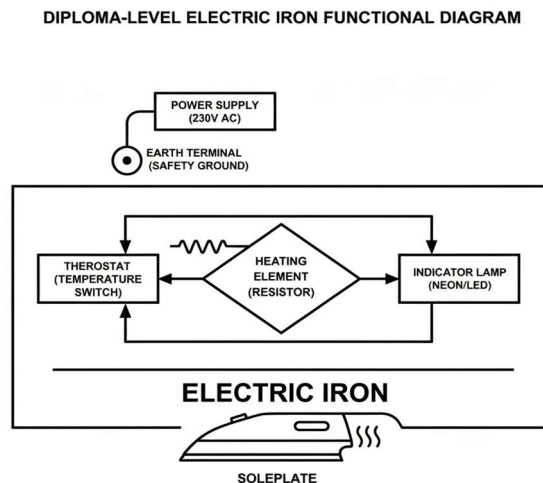 DIPLOMA-LEVEL ELECTRIC IRON FUNCTIONAL DIAGRAM
POWER SUPPLY
(230V AC)
EARTH TERMINAL
(SAFETY GROUND)
THEROSTAT
(TEMPERATURE
SWITCH)
HEATING
ELEMENT
(RESISTOR)
INDICATOR LAMP
(NEON/LED)
ELECTRIC IRON
SOLEPLATE